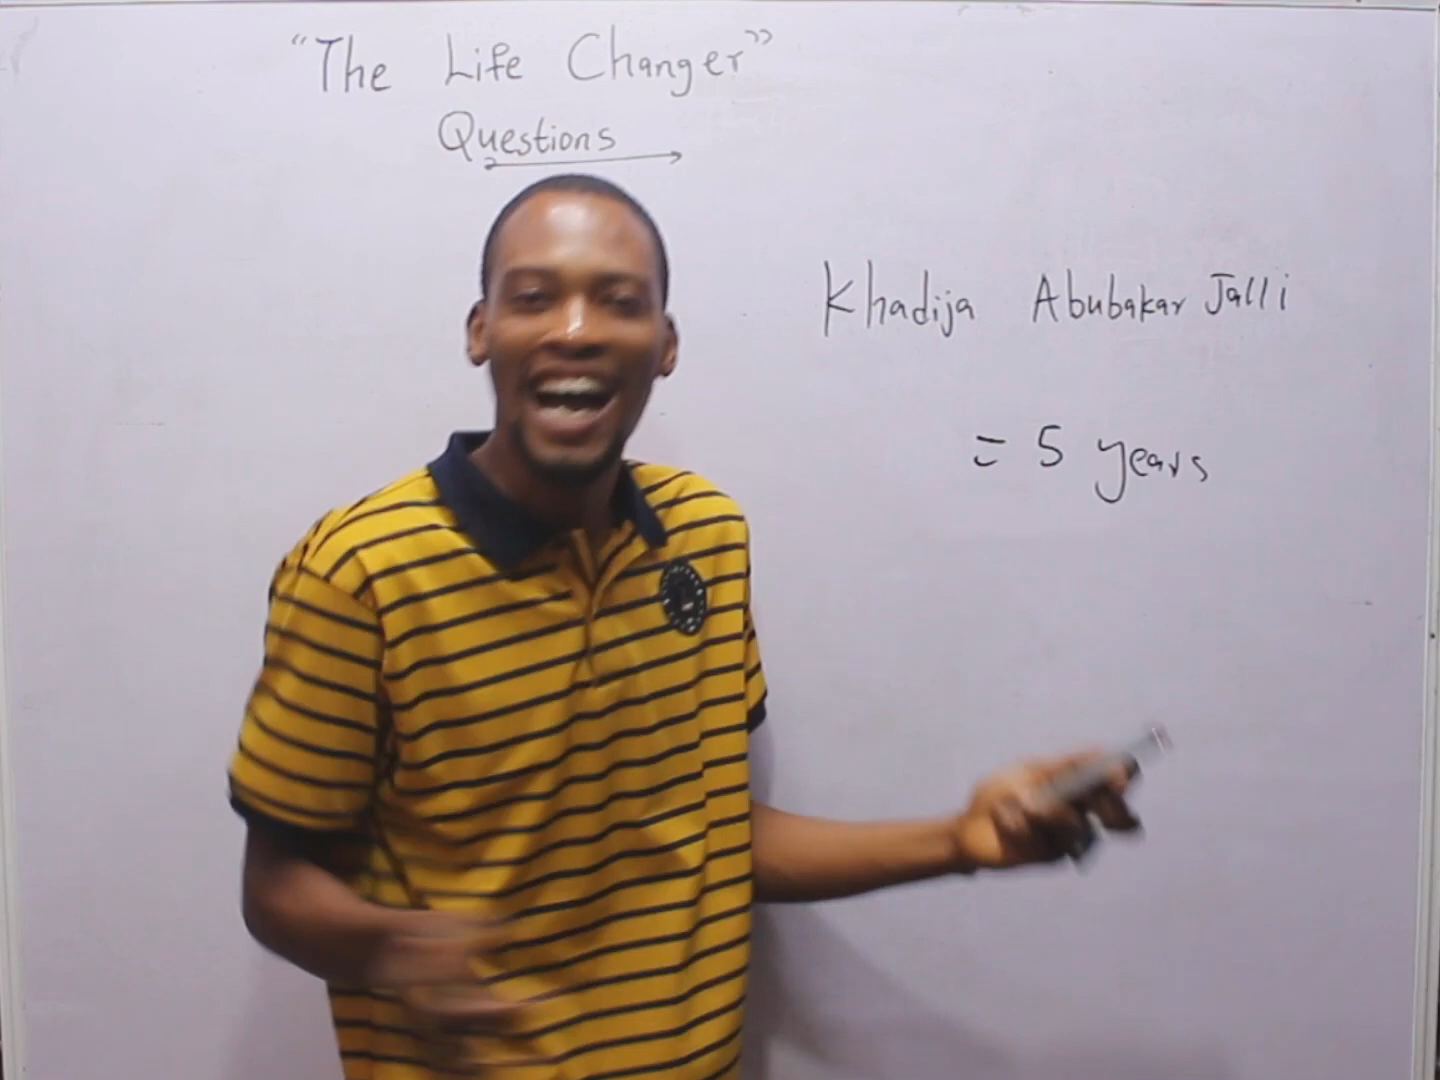 "The Life Changer"
Questions
Khadija Abubakar Jalli
= 5 years